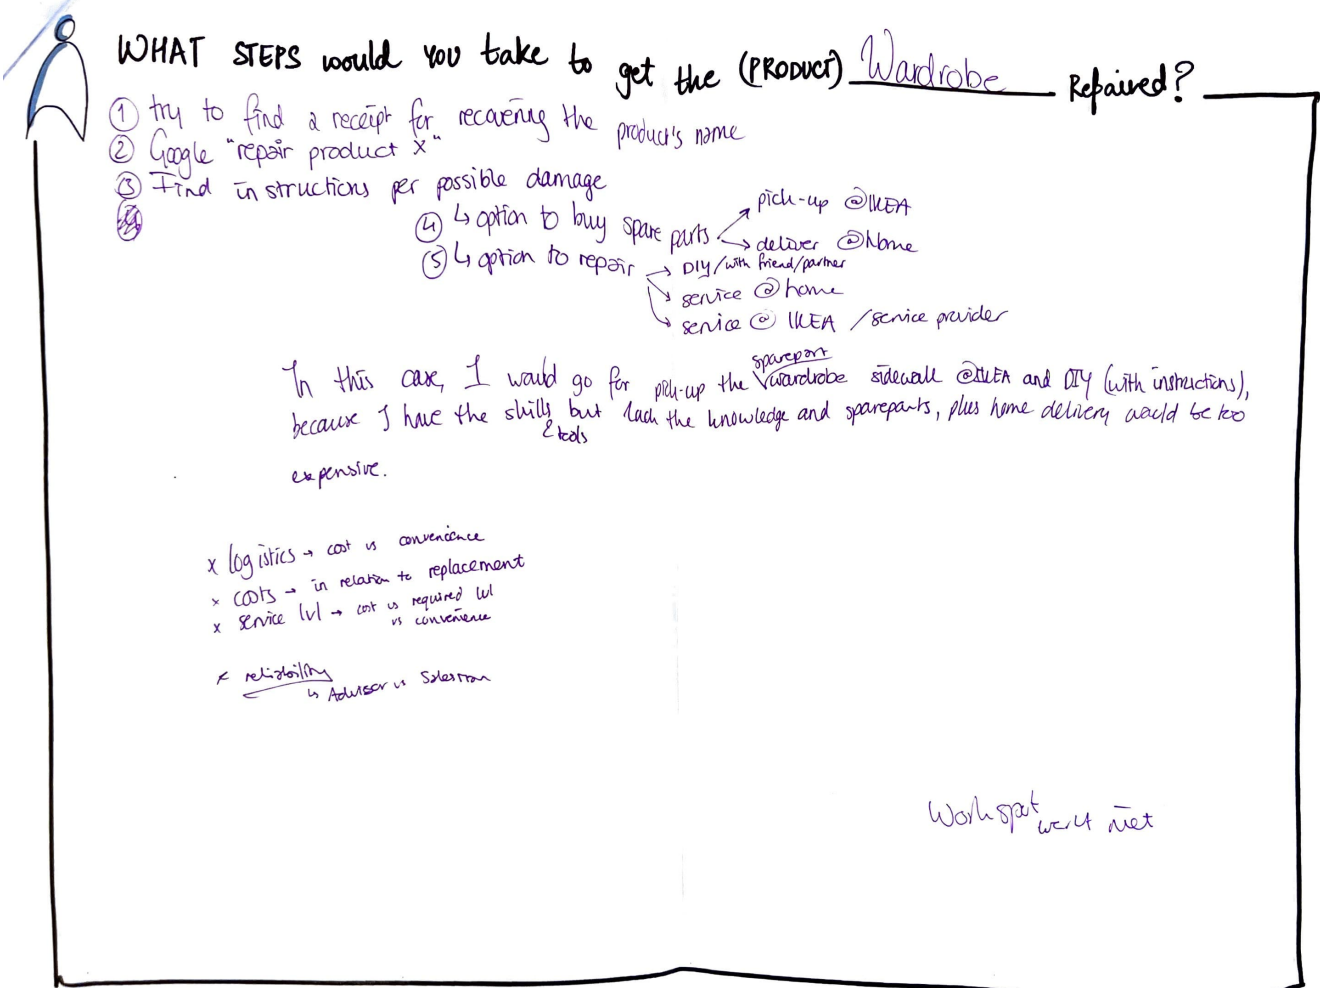 WHAT STEPS would you take to get the (PRODUCT) Wardrobe Repaired?
① try to find a receipt for recovering the product's name
② Google "repair product X"
③ Find instructions per possible damage
④ ↳ option to buy spare parts → pick-up @IKEA
→ deliver @home
⑤ ↳ option to repair → DIY/with friend/partner
→ service @home
→ service @ IKEA /service provider
In this case, I would go for pick-up the sparepart wardrobe sidewall @IKEA and DIY (with instructions),
because I have the skills & tools but lack the knowledge and spareparts, plus home delivery would be too
expensive.
x logistics → cost vs convenience
x costs → in relation to replacement
x service lvl → cost vs required lvl
vs convenience
x reliability
↳ Advisor vs Salesman
werkt niet